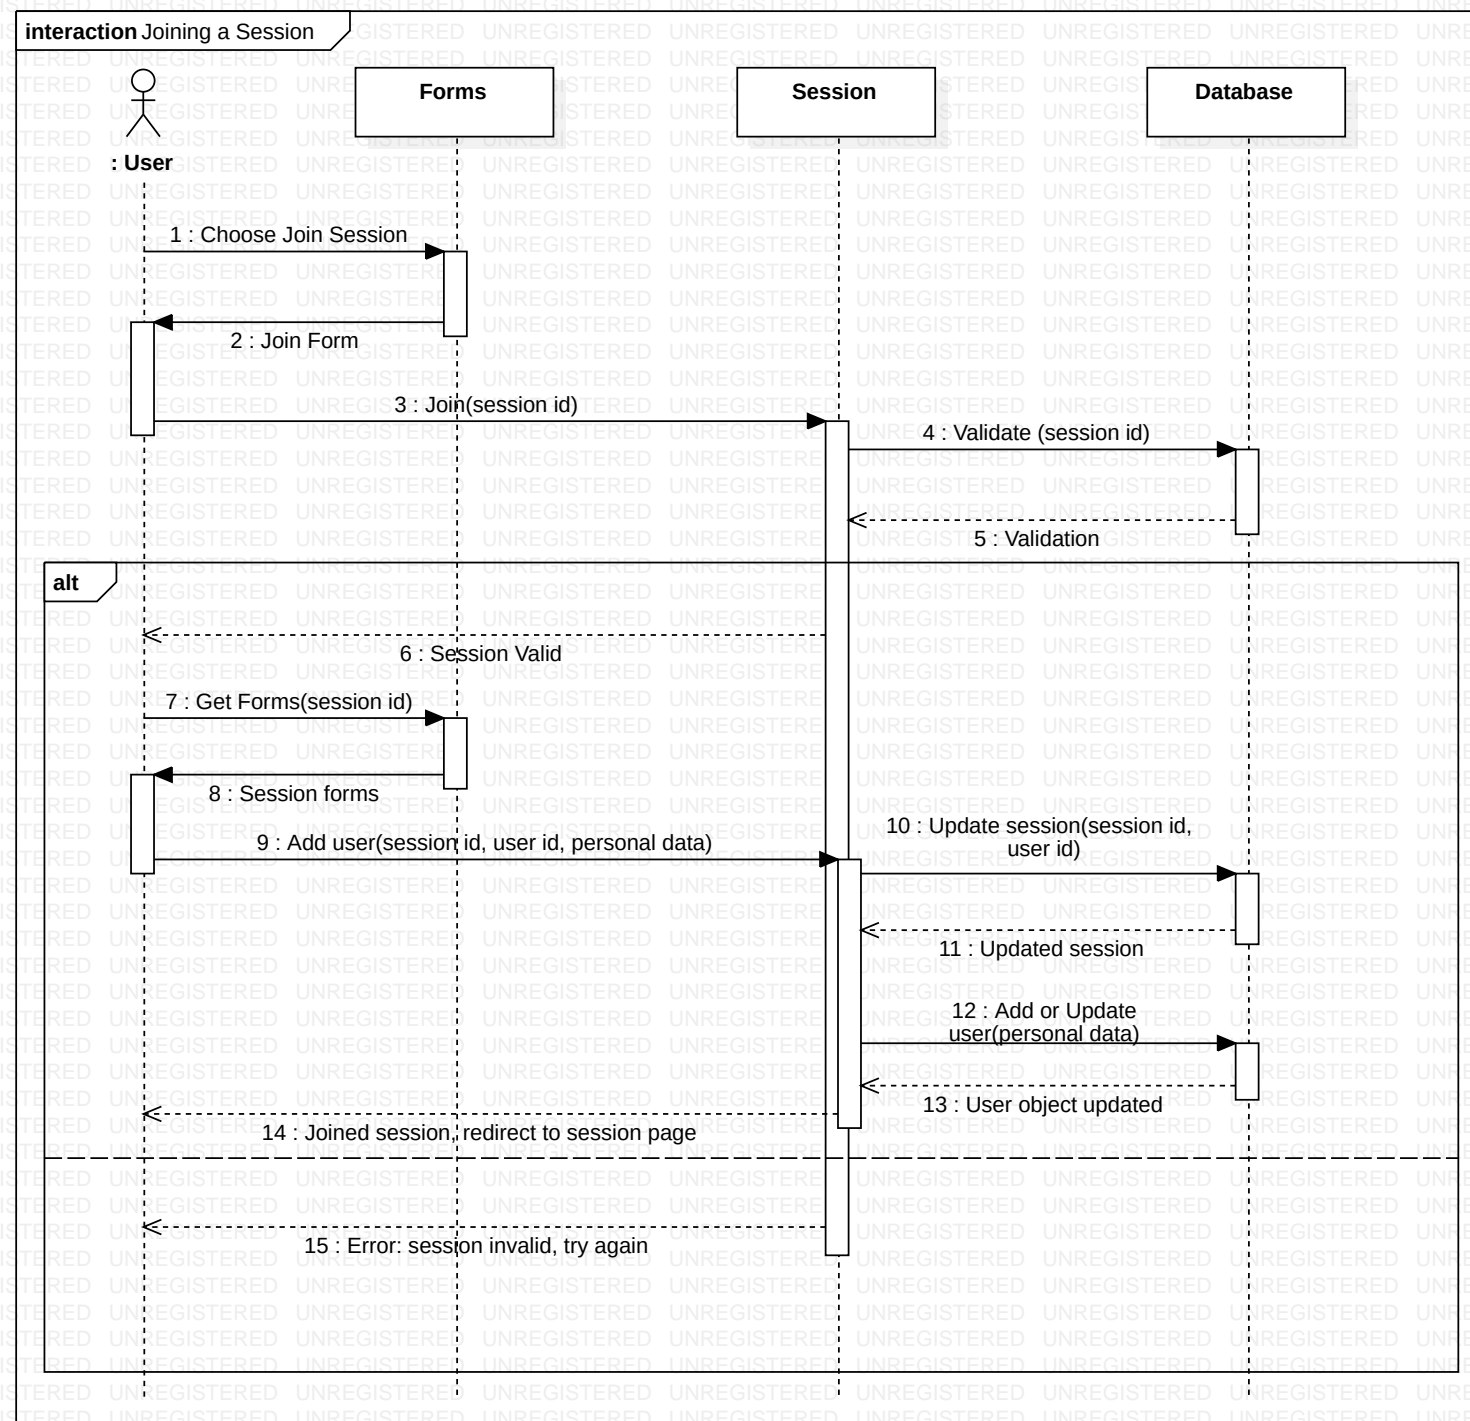 interaction Joining a Session
Forms
Session
Database
: User
1 : Choose Join Session
2 : Join Form
3 : Join(session id)
4 : Validate (session id)
5 : Validation
alt
6 : Session Valid
7 : Get Forms(session id)
8 : Session forms
9 : Add user(session id, user id, personal data)
10 : Update session(session id,
user id)
11 : Updated session
12 : Add or Update
user(personal data)
13 : User object updated
14 : Joined session, redirect to session page
15 : Error: session invalid, try again
UNREGISTERED